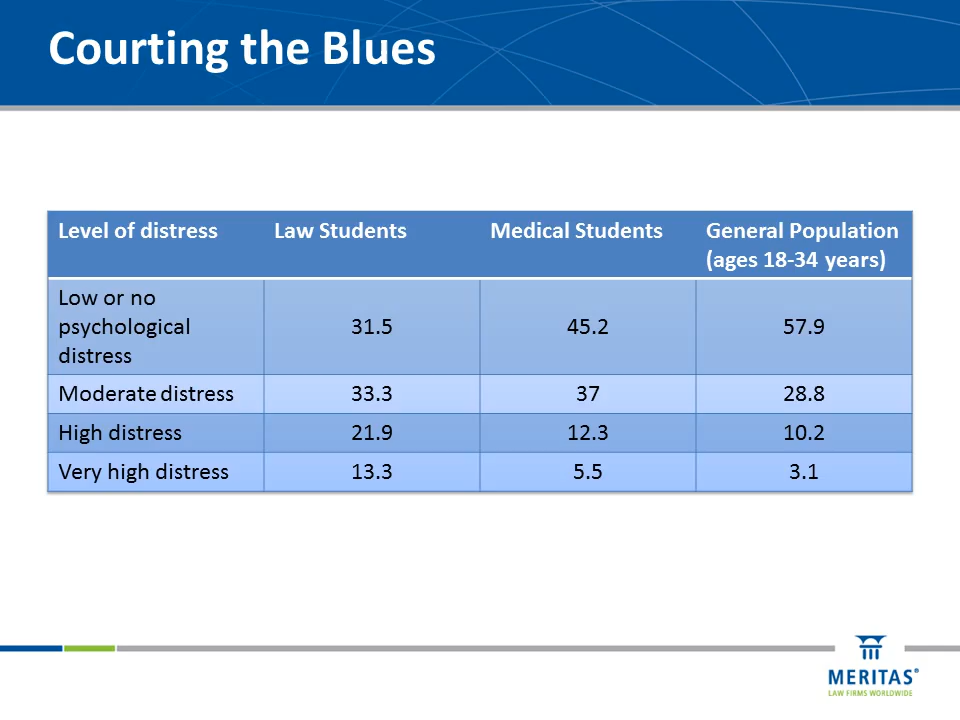 Courting the Blues
Level of distress Law Students Medical Students General Population
(ages 18-34 years)
Low or no
psychological
distress
31.5 45.2 57.9
Moderate distress 33.3 37 28.8
High distress 21.9 12.3 10.2
Very high distress 13.3 5.5 3.1
MERITAS®
LAW FIRMS WORLDWIDE